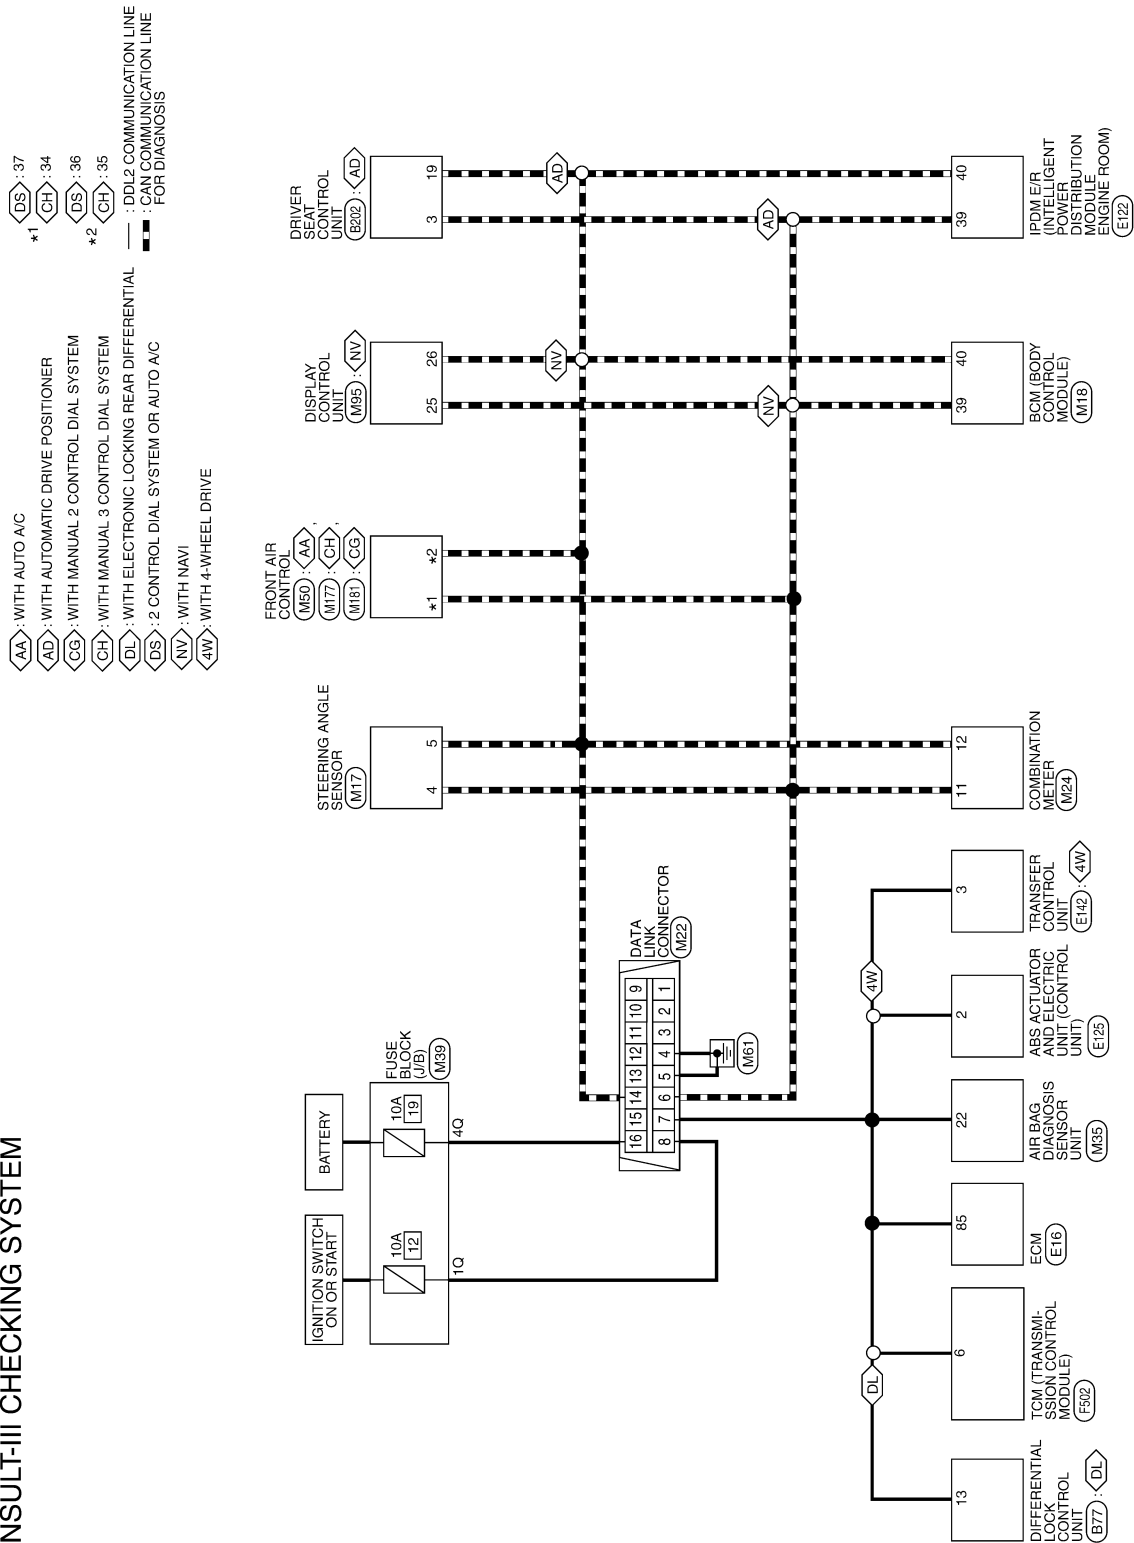 NSULT-III CHECKING SYSTEM
IGNITION SWITCH
ON OR START
BATTERY
10A
12
10A
19
1Q
4Q
FUSE
BLOCK
(J/B)
M39
DATA
LINK
CONNECTOR
M22
16 15 14 13 12 11 10 9
8 7 6 5 4 3 2 1
M61
STEERING ANGLE
SENSOR
M17
4 5
FRONT AIR
CONTROL
M50 : AA ,
M177 : CH ,
M181 : CG
*1 *2
DISPLAY
CONTROL
UNIT
M95 : NV
25 26
DRIVER
SEAT
CONTROL
UNIT
B202 : AD
3 19
NV
NV
AD
AD
AA : WITH AUTO A/C
AD : WITH AUTOMATIC DRIVE POSITIONER
CG : WITH MANUAL 2 CONTROL DIAL SYSTEM
CH : WITH MANUAL 3 CONTROL DIAL SYSTEM
DL : WITH ELECTRONIC LOCKING REAR DIFFERENTIAL
DS : 2 CONTROL DIAL SYSTEM OR AUTO A/C
NV : WITH NAVI
4W : WITH 4-WHEEL DRIVE
*1
DS : 37
CH : 34
*2
DS : 36
CH : 35
: DDL2 COMMUNICATION LINE
: CAN COMMUNICATION LINE
FOR DIAGNOSIS
DL
4W
13
DIFFERENTIAL
LOCK
CONTROL
UNIT
B77 : DL
6
TCM (TRANSMI-
SSION CONTROL
MODULE)
F502
85
ECM
E16
22
AIR BAG
DIAGNOSIS
SENSOR
UNIT
M35
2
ABS ACTUATOR
AND ELECTRIC
UNIT (CONTROL
UNIT)
E125
3
TRANSFER
CONTROL
UNIT
E142 : 4W
11 12
COMBINATION
METER
M24
39 40
BCM (BODY
CONTROL
MODULE)
M18
39 40
IPDM E/R
(INTELLIGENT
POWER
DISTRIBUTION
MODULE
ENGINE ROOM)
E122